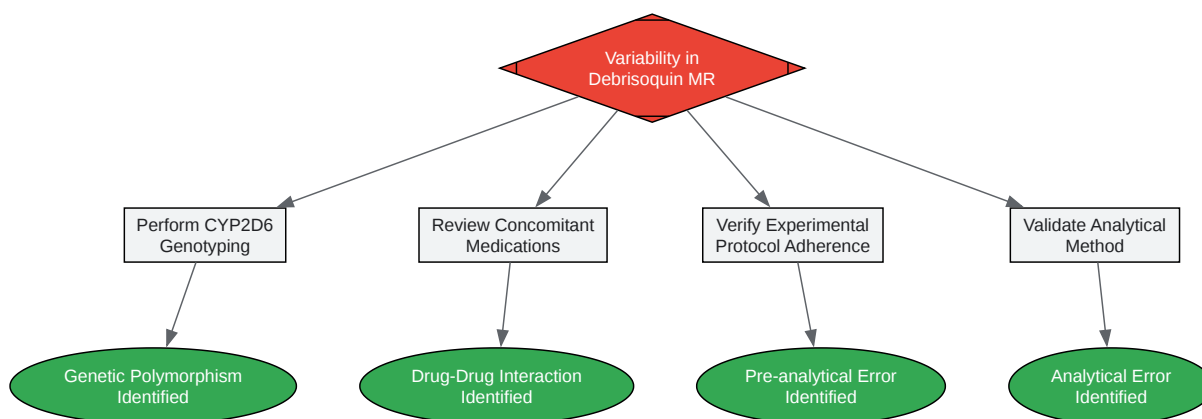 Variability in
Debrisoquin MR
Perform CYP2D6
Genotyping
Review Concomitant
Medications
Verify Experimental
Protocol Adherence
Validate Analytical
Method
Genetic Polymorphism
Identified
Drug-Drug Interaction
Identified
Pre-analytical Error
Identified
Analytical Error
Identified